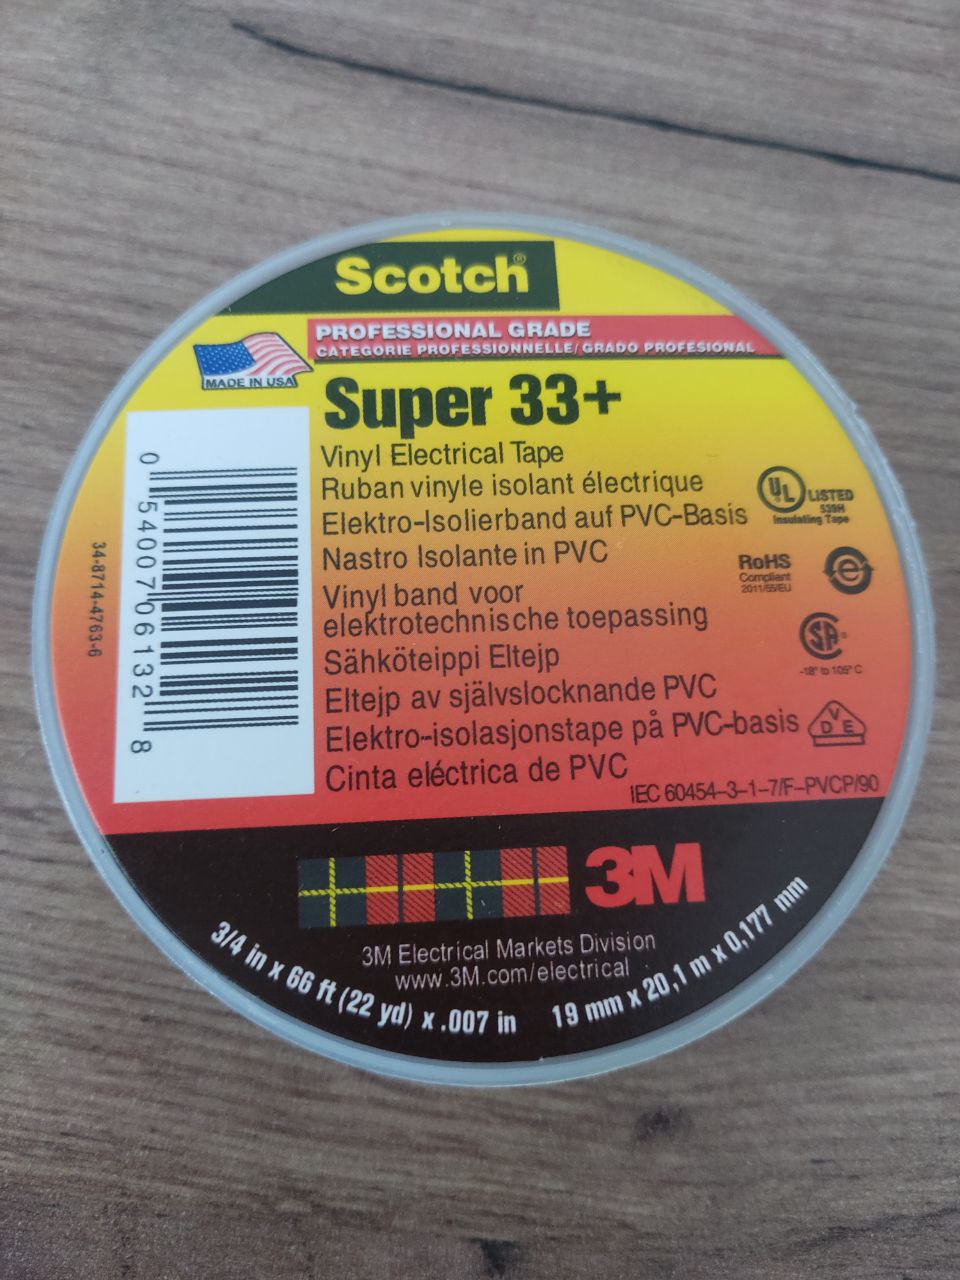 Scotch®
PROFESSIONAL GRADE
CATEGORIE PROFESSIONNELLE/GRADO PROFESIONAL
MADE IN USA
Super 33+
Vinyl Electrical Tape
Ruban vinyle isolant électrique
Elektro-Isolierband auf PVC-Basis
Nastro Isolante in PVC
Vinyl band voor
elektrotechnische toepassing
Sähköteippi Eltejp
Eltejp av självslocknande PVC
Elektro-isolasjonstape på PVC-basis
Cinta eléctrica de PVC
UL
LISTED
539H
Insulating Tape
RoHS
Compliant
2011/65/EU
e
SA
-18° to 105° C
VDE
IEC 60454-3-1-7/F-PVCP/90
0 54007 06132 8
34-8714-4763-6
3M
3M Electrical Markets Division
www.3M.com/electrical
3/4 in x 66 ft (22 yd) x .007 in
19 mm x 20,1 m x 0,177 mm